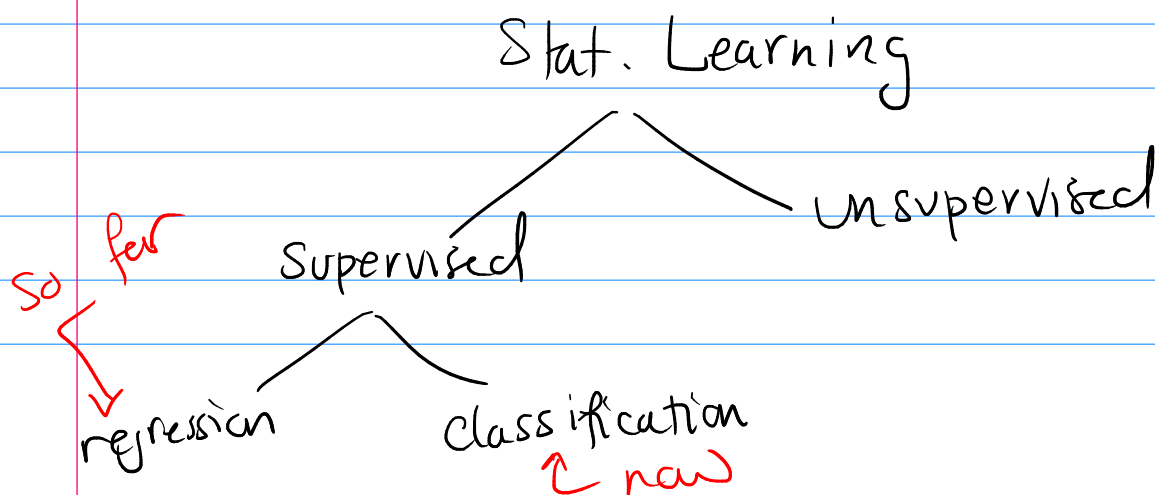 Stat. Learning
unsupervised
supervised
so far
regression
classification
now